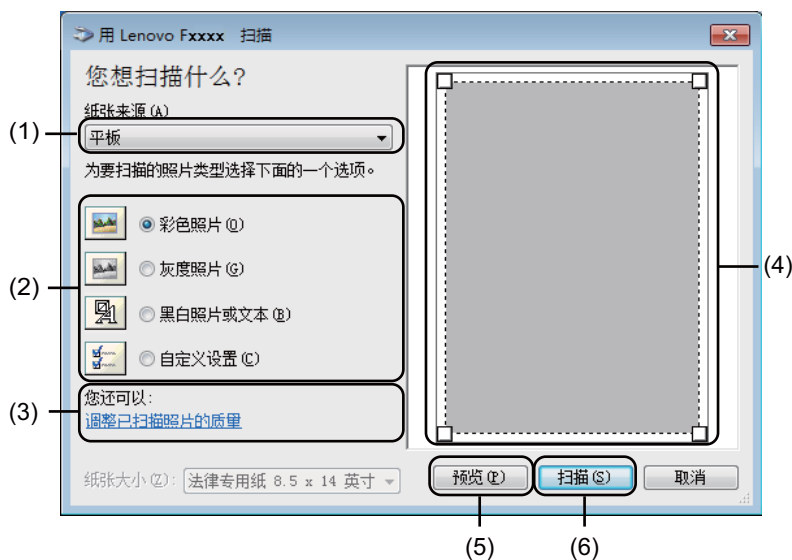 用 Lenovo Fxxxx 扫描
您想扫描什么?
纸张来源(A)
(1)
平板
为要扫描的照片类型选择下面的一个选项。
(2)
彩色照片(O)
灰度照片(G)
黑白照片或文本(B)
自定义设置(C)
(3)
您还可以:
调整已扫描照片的质量
(4)
纸张大小(Z): 法律专用纸 8.5 x 14 英寸
预览(P) 扫描(S) 取消
(5) (6)